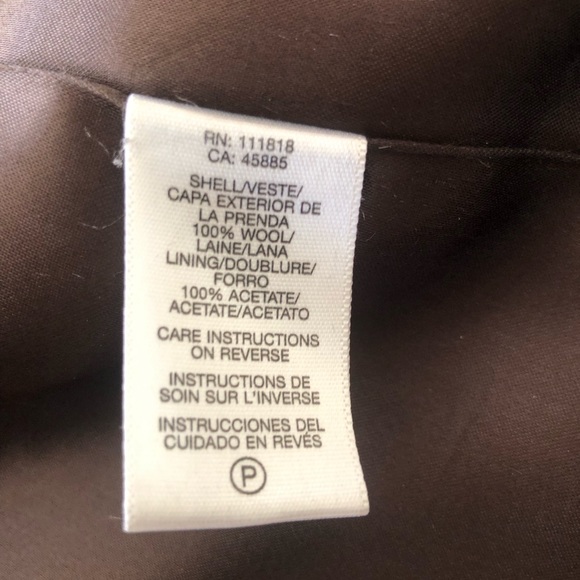 RN: 111818
CA: 45885
SHELL/VESTE/
CAPA EXTERIOR DE
LA PRENDA
100% WOOL/
LAINE/LANA
LINING/DOUBLURE/
FORRO
100% ACETATE/
ACETATE/ACETATO
CARE INSTRUCTIONS
ON REVERSE
INSTRUCTIONS DE
SOIN SUR L'INVERSE
INSTRUCCIONES DEL
CUIDADO EN REVÉS
P